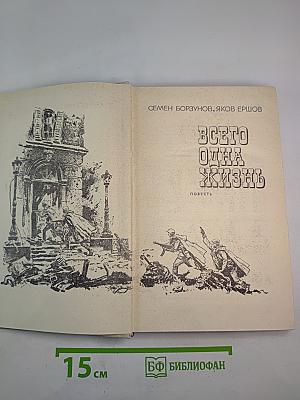 СЕМЕН БОРЗУНОВ, ЯКОВ ЕРШОВ
ВСЕГО
ОДНА
ЖИЗНЬ
ПОВЕСТЬ
15 см
БФ БИБЛИОФАН